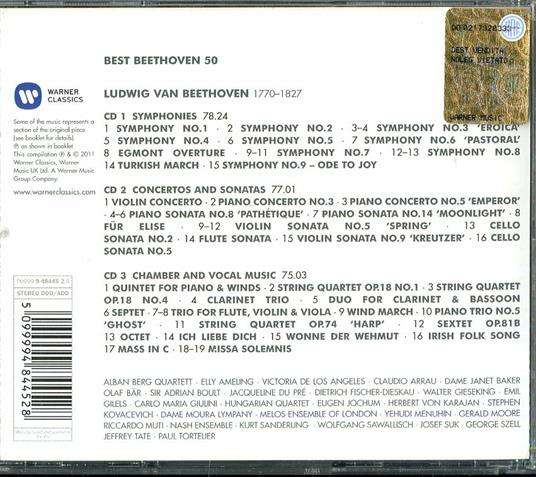 BEST BEETHOVEN 50
DEST VENDITA
NOLEG VIETATO
WARNER MUSIC
WARNER
CLASSICS
Some of the music represents a
section of the original piece
(see booklet for details).
℗ as shown in booklet.
This compilation ℗ & © 2011
Warner Classics, Warner
Music UK Ltd. A Warner Music
Group Company.
www.warnerclassics.com
LUDWIG VAN BEETHOVEN 1770–1827
CD 1 SYMPHONIES 78.24
1 SYMPHONY NO.1 · 2 SYMPHONY NO.2 · 3–4 SYMPHONY NO.3 'EROICA'
5 SYMPHONY NO.4 · 6 SYMPHONY NO.5 · 7 SYMPHONY NO.6 'PASTORAL'
8 EGMONT OVERTURE · 9–11 SYMPHONY NO.7 · 12–13 SYMPHONY NO.8
14 TURKISH MARCH · 15 SYMPHONY NO.9 – ODE TO JOY
CD 2 CONCERTOS AND SONATAS 77.01
1 VIOLIN CONCERTO · 2 PIANO CONCERTO NO.3 · 3 PIANO CONCERTO NO.5 'EMPEROR'
· 4–6 PIANO SONATA NO.8 'PATHÉTIQUE' · 7 PIANO SONATA NO.14 'MOONLIGHT' · 8
FÜR ELISE · 9–12 VIOLIN SONATA NO.5 'SPRING' · 13 CELLO
SONATA NO.2 · 14 FLUTE SONATA · 15 VIOLIN SONATA NO.9 'KREUTZER' · 16 CELLO
SONATA NO.5
CD 3 CHAMBER AND VOCAL MUSIC 75.03
1 QUINTET FOR PIANO & WINDS · 2 STRING QUARTET OP.18 NO.1 · 3 STRING QUARTET
OP.18 NO.4 · 4 CLARINET TRIO · 5 DUO FOR CLARINET & BASSOON
6 SEPTET · 7–8 TRIO FOR FLUTE, VIOLIN & VIOLA · 9 WIND MARCH · 10 PIANO TRIO NO.5
'GHOST' · 11 STRING QUARTET OP.74 'HARP' · 12 SEXTET OP.81B
13 OCTET · 14 ICH LIEBE DICH · 15 WONNE DER WEHMUT · 16 IRISH FOLK SONG
17 MASS IN C · 18–19 MISSA SOLEMNIS
STEREO DDD/ADD
5 099994 844528
ALBAN BERG QUARTETT · ELLY AMELING · VICTORIA DE LOS ANGELES · CLAUDIO ARRAU · DAME JANET BAKER
OLAF BÄR · SIR ADRIAN BOULT · JACQUELINE DU PRÉ · DIETRICH FISCHER-DIESKAU · WALTER GIESEKING · EMIL
GILELS · CARLO MARIA GIULINI · HUNGARIAN QUARTET · EUGEN JOCHUM · HERBERT VON KARAJAN · STEPHEN
KOVACEVICH · DAME MOURA LYMPANY · MELOS ENSEMBLE OF LONDON · YEHUDI MENUHIN · GERALD MOORE
RICCARDO MUTI · NASH ENSEMBLE · KURT SANDERLING · WOLFGANG SAWALLISCH · JOSEF SUK · GEORGE SZELL
JEFFREY TATE · PAUL TORTELIER